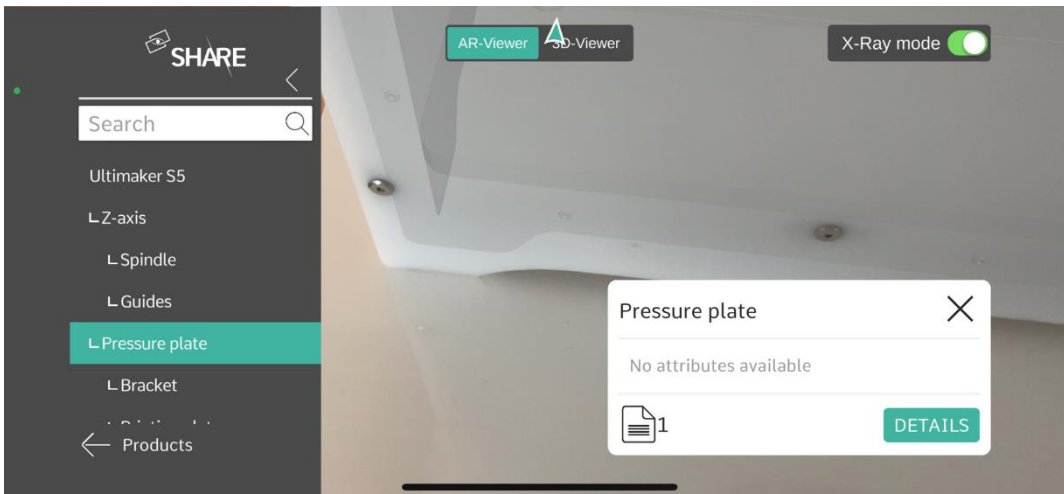 SHARE
Search
Ultimaker S5
Z-axis
Spindle
Guides
Pressure plate
Bracket
Products
AR-Viewer
3D-Viewer
X-Ray mode
Pressure plate
No attributes available
1
DETAILS